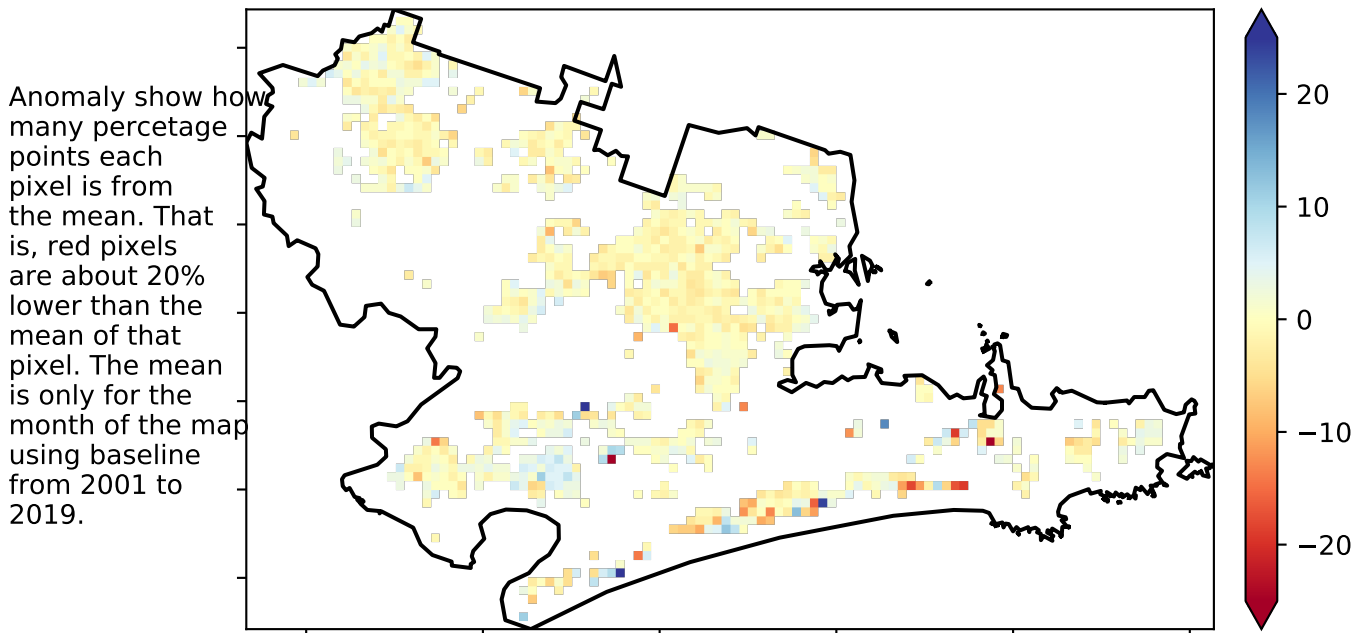 Anomaly show how
many percetage
points each
pixel is from
the mean. That
is, red pixels
are about 20%
lower than the
mean of that
pixel. The mean
is only for the
month of the map
using baseline
from 2001 to
2019.
20
10
0
−10
−20